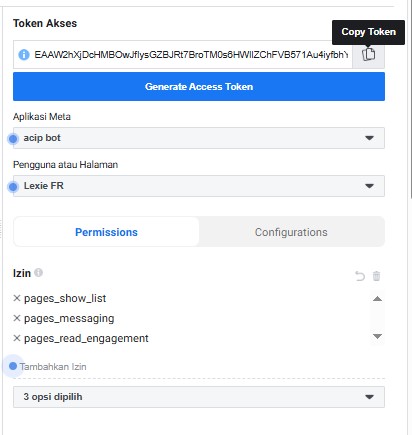 Token Akses
Copy Token
EAAW2hXjDcHMBOwJflysGZBJRt7BroTM0s6HWlIZChFVB571Au4iyfbhY
Generate Access Token
Aplikasi Meta
acip bot
Pengguna atau Halaman
Lexie FR
Permissions
Configurations
Izin
pages_show_list
pages_messaging
pages_read_engagement
Tambahkan Izin
3 opsi dipilih